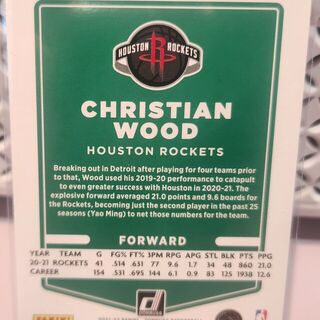 HOUSTON ROCKETS
CHRISTIAN
WOOD
HOUSTON ROCKETS
Breaking out in Detroit after playing for four teams prior
to that, Wood used his 2019-20 performance to catapult
to even greater success with Houston in 2020-21. The
explosive forward averaged 21.0 points and 9.6 boards for
the Rockets, becoming just the second player in the past 25
seasons (Yao Ming) to net those numbers for the team.
FORWARD
YEAR TEAM G FG% FT% 3PM RPG APG STL BLK PTS PPG
20-21 ROCKETS 41 .514 .631 77 9.6 1.7 34 48 860 21.0
CAREER 154 .531 .695 144 6.1 0.9 83 125 1938 12.6
PANINI
DONRUSS